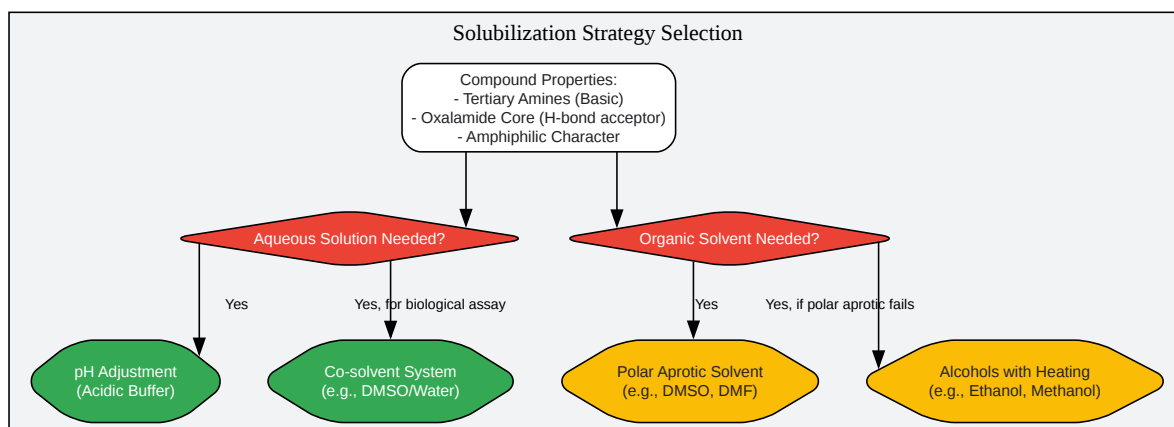 Solubilization Strategy Selection
Compound Properties:
- Tertiary Amines (Basic)
- Oxalamide Core (H-bond acceptor)
- Amphiphilic Character
Aqueous Solution Needed?
Organic Solvent Needed?
Yes
Yes, for biological assay
Yes
Yes, if polar aprotic fails
pH Adjustment
(Acidic Buffer)
Co-solvent System
(e.g., DMSO/Water)
Polar Aprotic Solvent
(e.g., DMSO, DMF)
Alcohols with Heating
(e.g., Ethanol, Methanol)